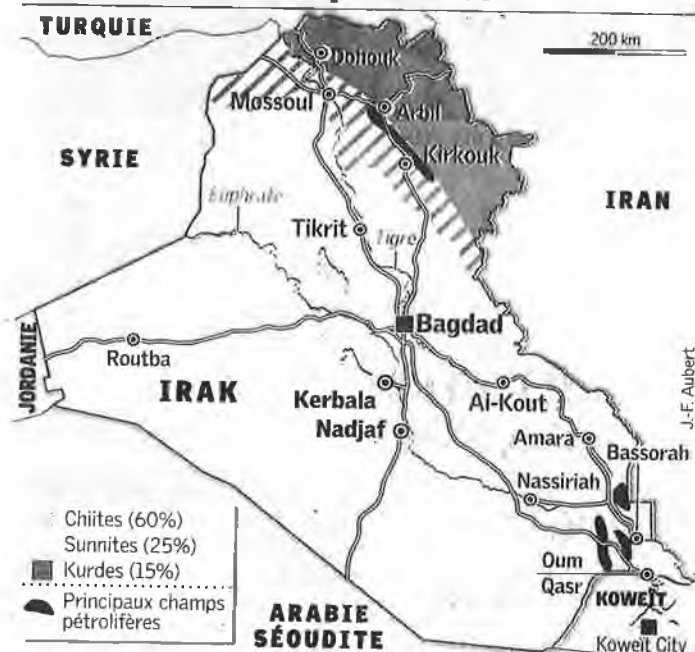 TURQUIE
200 km
Dohouk
Mossoul
Arbil
SYRIE
Kirkouk
IRAN
Euphrate
Tikrit
Tigre
Bagdad
JORDANIE
Routba
IRAK
Kerbala
Nadjaf
Ai-Kout
J.-F. Aubert
Amara
Bassorah
Nassiriah
Chiites (60%)
Sunnites (25%)
Kurdes (15%)
Principaux champs
pétrolifères
Oum
Qasr
KOWEÏT
ARABIE
SÉOUDITE
Koweït City